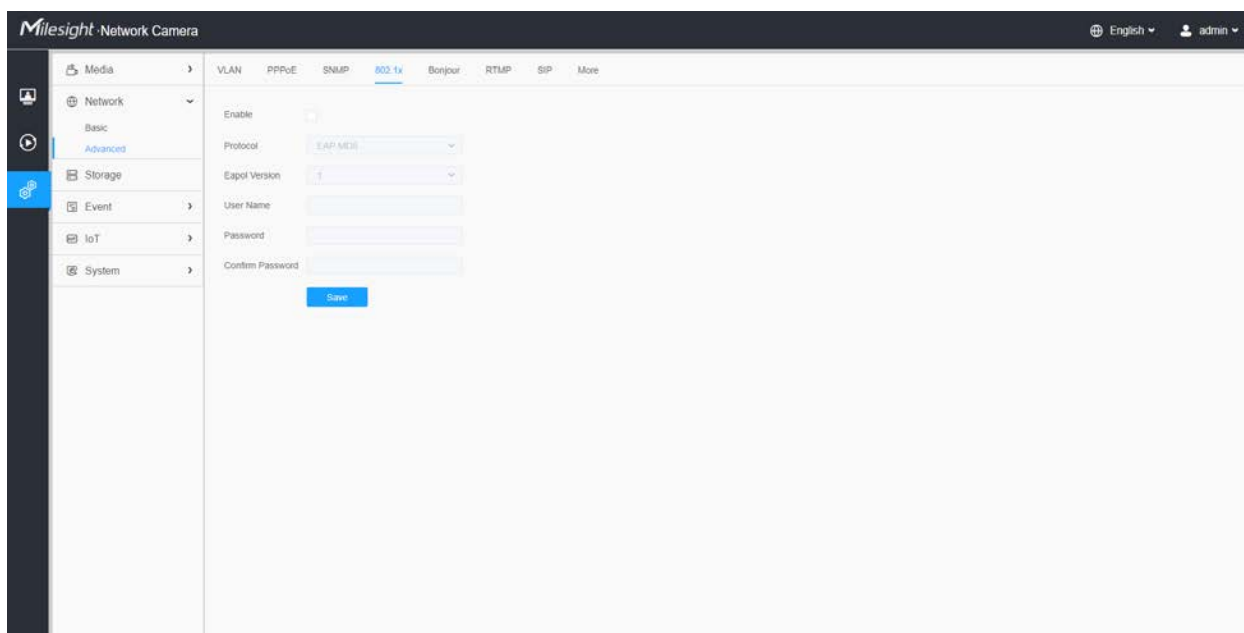 Milesight · Network Camera
English
admin
Media
Network
Basic
Advanced
Storage
Event
IoT
System
VLAN PPPoE SNMP 802.1x Bonjour RTMP SIP More
Enable
Protocol EAP-MD5
Eapol Version 1
User Name
Password
Confirm Password
Save